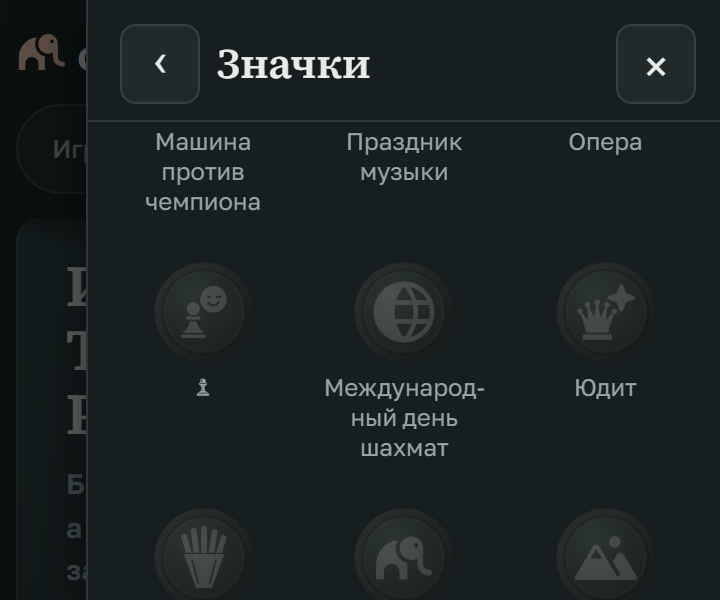 Значки
Машина
против
чемпиона
Праздник
музыки
Опера
♟
Международ-
ный день
шахмат
Юдит